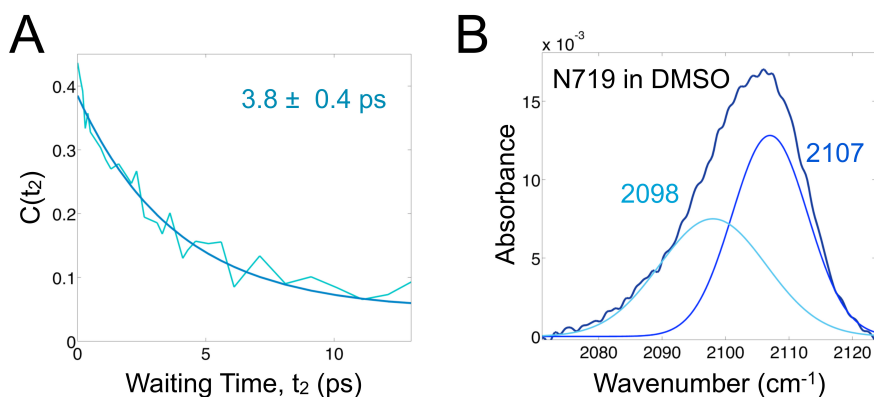 A
0.4
0.3
0.2
0.1
0
0
5
10
C(t₂)
3.8 ± 0.4 ps
Waiting Time, t₂ (ps)
B
x 10⁻³
N719 in DMSO
15
10
5
0
2107
2098
Absorbance
2080
2090
2100
2110
2120
Wavenumber (cm⁻¹)